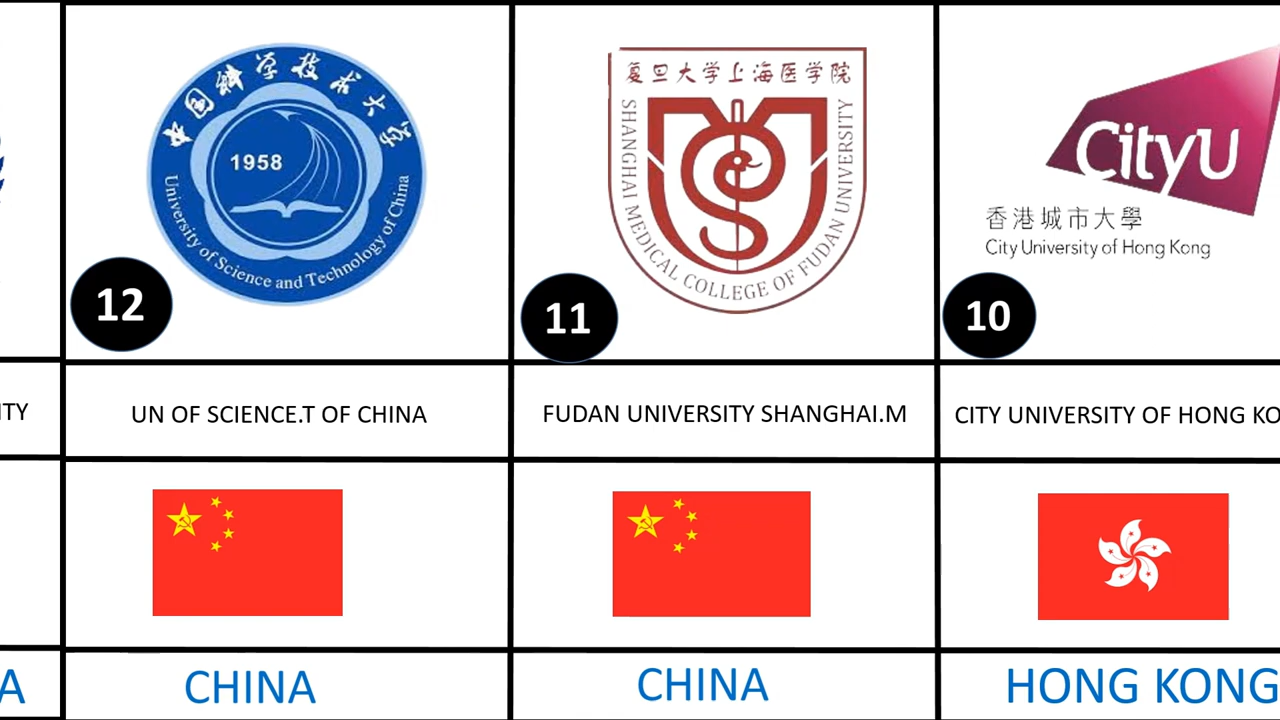 中国科学技术大学
1958
University of Science and Technology of China
12
复旦大学上海医学院
SHANGHAI MEDICAL COLLEGE OF FUDAN UNIVERSITY
11
CityU
香港城市大學
City University of Hong Kong
10
ITY
UN OF SCIENCE.T OF CHINA
FUDAN UNIVERSITY SHANGHAI.M
CITY UNIVERSITY OF HONG KO
A
CHINA
CHINA
HONG KONG